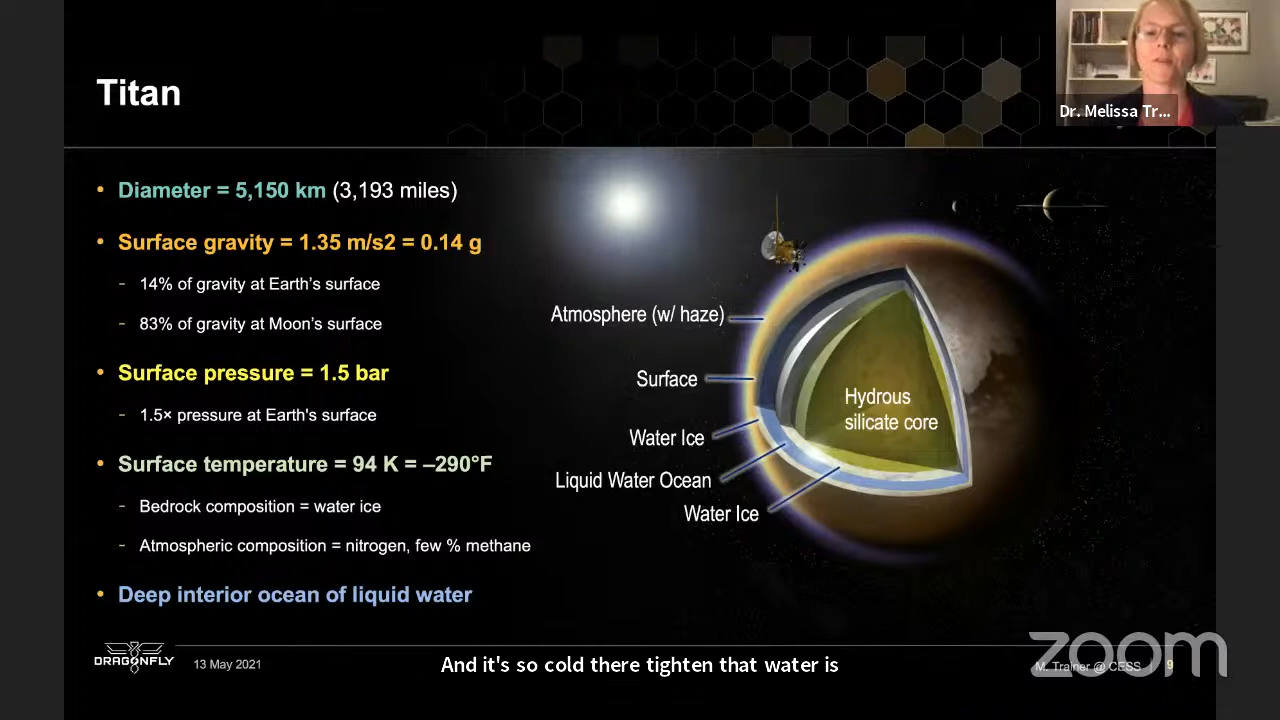 Titan
Dr. Melissa Tr...
• Diameter = 5,150 km (3,193 miles)
• Surface gravity = 1.35 m/s2 = 0.14 g
- 14% of gravity at Earth's surface
- 83% of gravity at Moon's surface
• Surface pressure = 1.5 bar
- 1.5× pressure at Earth's surface
• Surface temperature = 94 K = –290°F
- Bedrock composition = water ice
- Atmospheric composition = nitrogen, few % methane
• Deep interior ocean of liquid water
Atmosphere (w/ haze)
Surface
Water Ice
Liquid Water Ocean
Water Ice
Hydrous
silicate core
DRAGONFLY
13 May 2021
And it's so cold there tighten that water is
M. Trainer @ CESS | 9
zoom